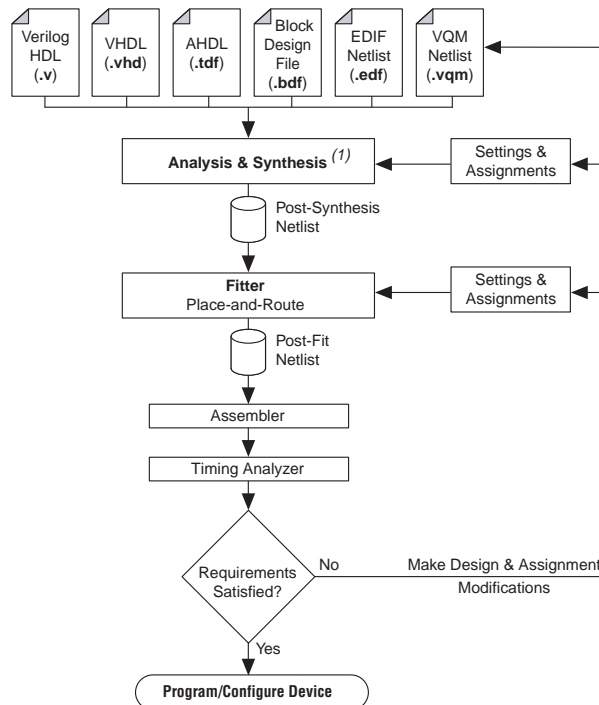 Verilog
HDL
(.v)
VHDL
(.vhd)
AHDL
(.tdf)
Block
Design
File
(.bdf)
EDIF
Netlist
(.edf)
VQM
Netlist
(.vqm)
Analysis & Synthesis (1)
Settings &
Assignments
Post-Synthesis
Netlist
Fitter
Place-and-Route
Settings &
Assignments
Post-Fit
Netlist
Assembler
Timing Analyzer
Requirements
Satisfied?
No
Make Design & Assignment
Modifications
Yes
Program/Configure Device